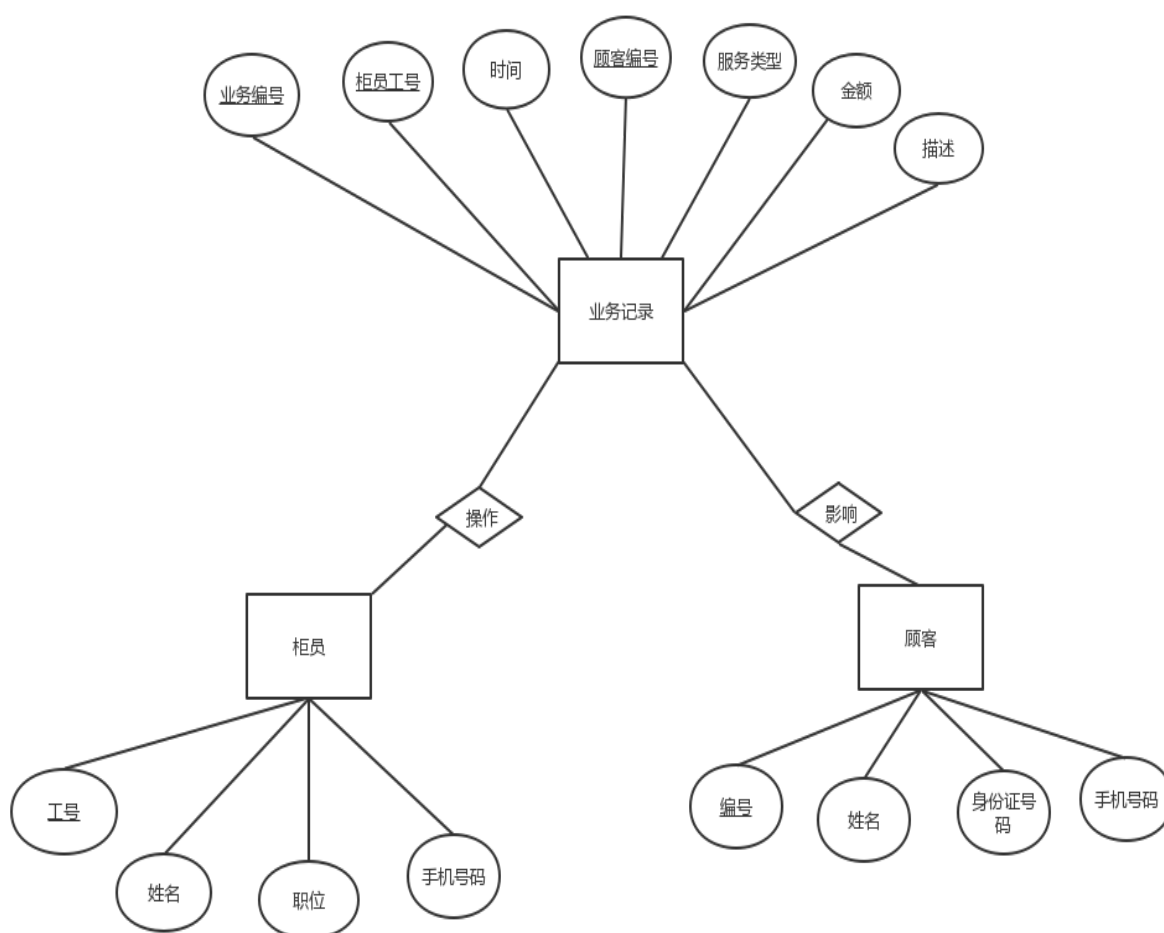 业务编号
柜员工号
时间
顾客编号
服务类型
金额
描述
业务记录
操作
影响
柜员
顾客
工号
姓名
职位
手机号码
编号
姓名
身份证号
码
手机号码